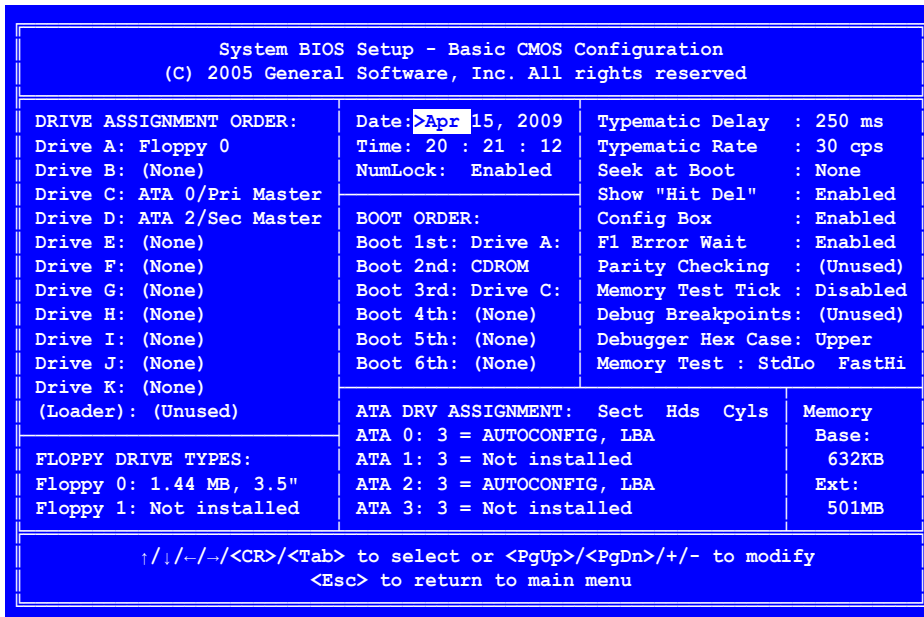 System BIOS Setup - Basic CMOS Configuration
(C) 2005 General Software, Inc. All rights reserved
DRIVE ASSIGNMENT ORDER:
Drive A: Floppy 0
Drive B: (None)
Drive C: ATA 0/Pri Master
Drive D: ATA 2/Sec Master
Drive E: (None)
Drive F: (None)
Drive G: (None)
Drive H: (None)
Drive I: (None)
Drive J: (None)
Drive K: (None)
(Loader): (Unused)
FLOPPY DRIVE TYPES:
Floppy 0: 1.44 MB, 3.5"
Floppy 1: Not installed
Date:>Apr 15, 2009
Time: 20 : 21 : 12
NumLock: Enabled
BOOT ORDER:
Boot 1st: Drive A:
Boot 2nd: CDROM
Boot 3rd: Drive C:
Boot 4th: (None)
Boot 5th: (None)
Boot 6th: (None)
Typematic Delay : 250 ms
Typematic Rate : 30 cps
Seek at Boot : None
Show "Hit Del" : Enabled
Config Box : Enabled
F1 Error Wait : Enabled
Parity Checking : (Unused)
Memory Test Tick : Disabled
Debug Breakpoints: (Unused)
Debugger Hex Case: Upper
Memory Test : StdLo FastHi
ATA DRV ASSIGNMENT: Sect Hds Cyls
ATA 0: 3 = AUTOCONFIG, LBA
ATA 1: 3 = Not installed
ATA 2: 3 = AUTOCONFIG, LBA
ATA 3: 3 = Not installed
Memory
Base:
632KB
Ext:
501MB
↑/↓/←/→/<CR>/<Tab> to select or <PgUp>/<PgDn>/+/- to modify
<Esc> to return to main menu